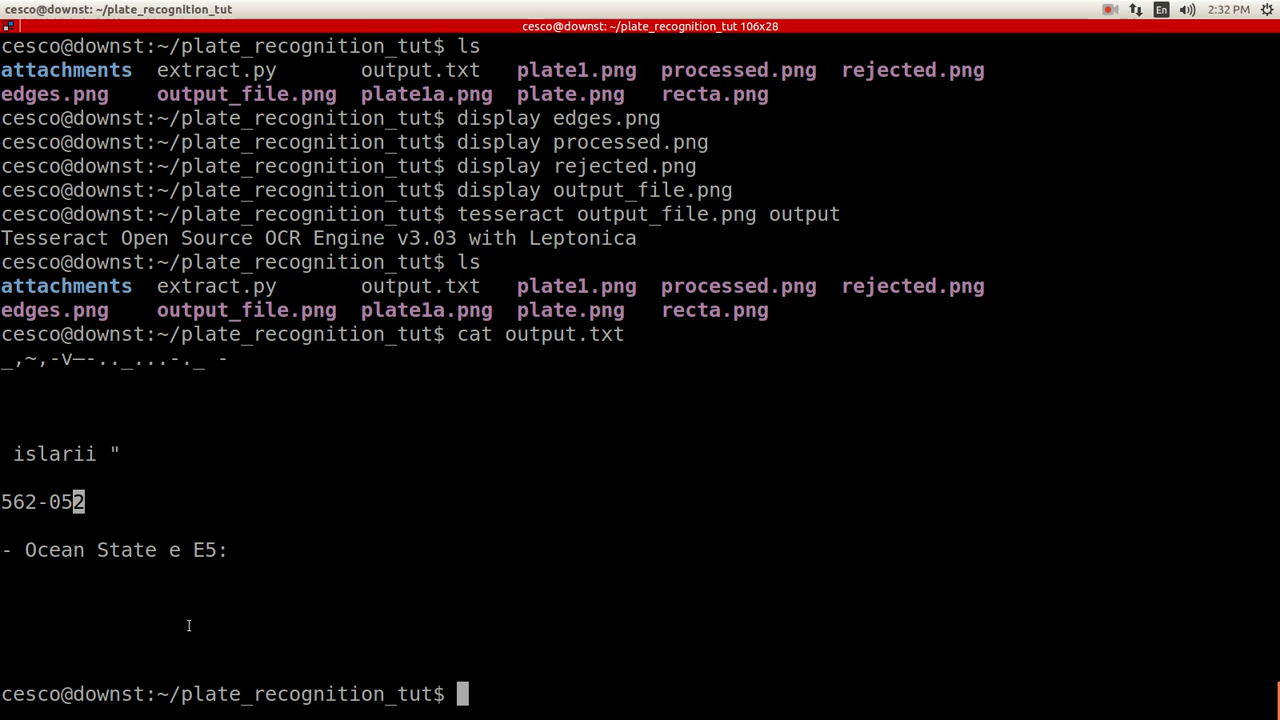 cesco@downst: ~/plate_recognition_tut
En 2:32 PM
cesco@downst: ~/plate_recognition_tut 106x28
cesco@downst:~/plate_recognition_tut$ ls
attachments extract.py output.txt plate1.png processed.png rejected.png
edges.png output_file.png plate1a.png plate.png recta.png
cesco@downst:~/plate_recognition_tut$ display edges.png
cesco@downst:~/plate_recognition_tut$ display processed.png
cesco@downst:~/plate_recognition_tut$ display rejected.png
cesco@downst:~/plate_recognition_tut$ display output_file.png
cesco@downst:~/plate_recognition_tut$ tesseract output_file.png output
Tesseract Open Source OCR Engine v3.03 with Leptonica
cesco@downst:~/plate_recognition_tut$ ls
attachments extract.py output.txt plate1.png processed.png rejected.png
edges.png output_file.png plate1a.png plate.png recta.png
cesco@downst:~/plate_recognition_tut$ cat output.txt
_,~,-v—-.._...-._ -
islarii "
562-052
- Ocean State e E5:
cesco@downst:~/plate_recognition_tut$